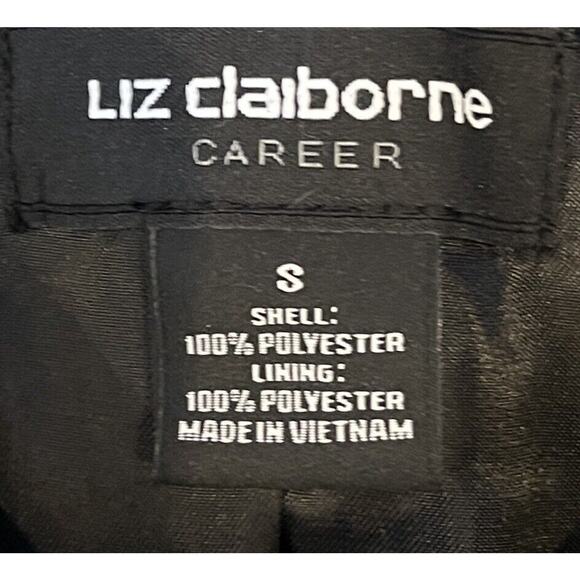 Liz claiborne
CAREER
S
SHELL:
100% POLYESTER
LINING:
100% POLYESTER
MADE IN VIETNAM